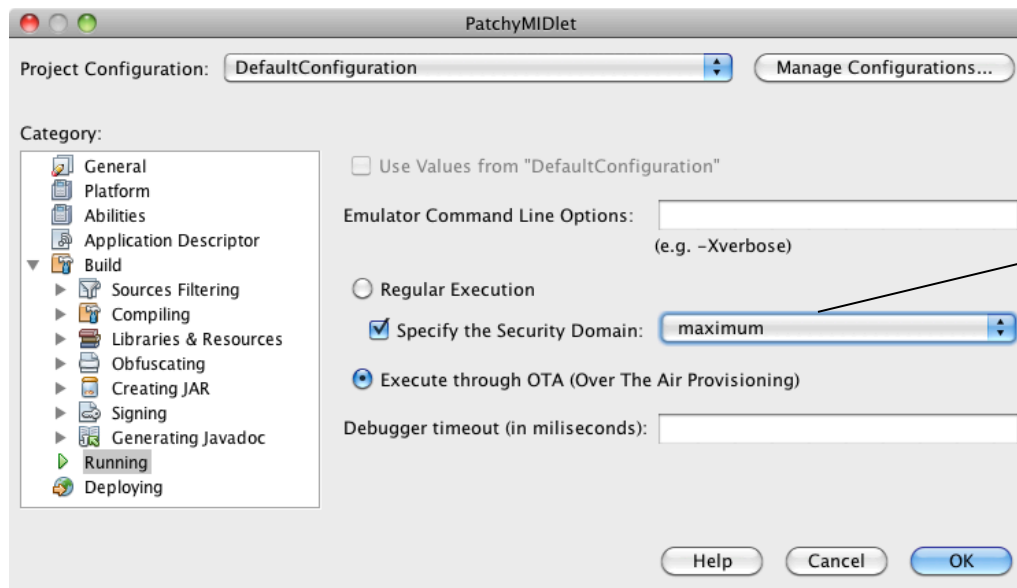 PatchyMIDlet
Project Configuration: DefaultConfiguration Manage Configurations...
Category:
General
Platform
Abilities
Application Descriptor
Build
Sources Filtering
Compiling
Libraries & Resources
Obfuscating
Creating JAR
Signing
Generating Javadoc
Running
Deploying
Use Values from "DefaultConfiguration"
Emulator Command Line Options:
(e.g. -Xverbose)
Regular Execution
Specify the Security Domain: maximum
Execute through OTA (Over The Air Provisioning)
Debugger timeout (in miliseconds):
Help Cancel OK